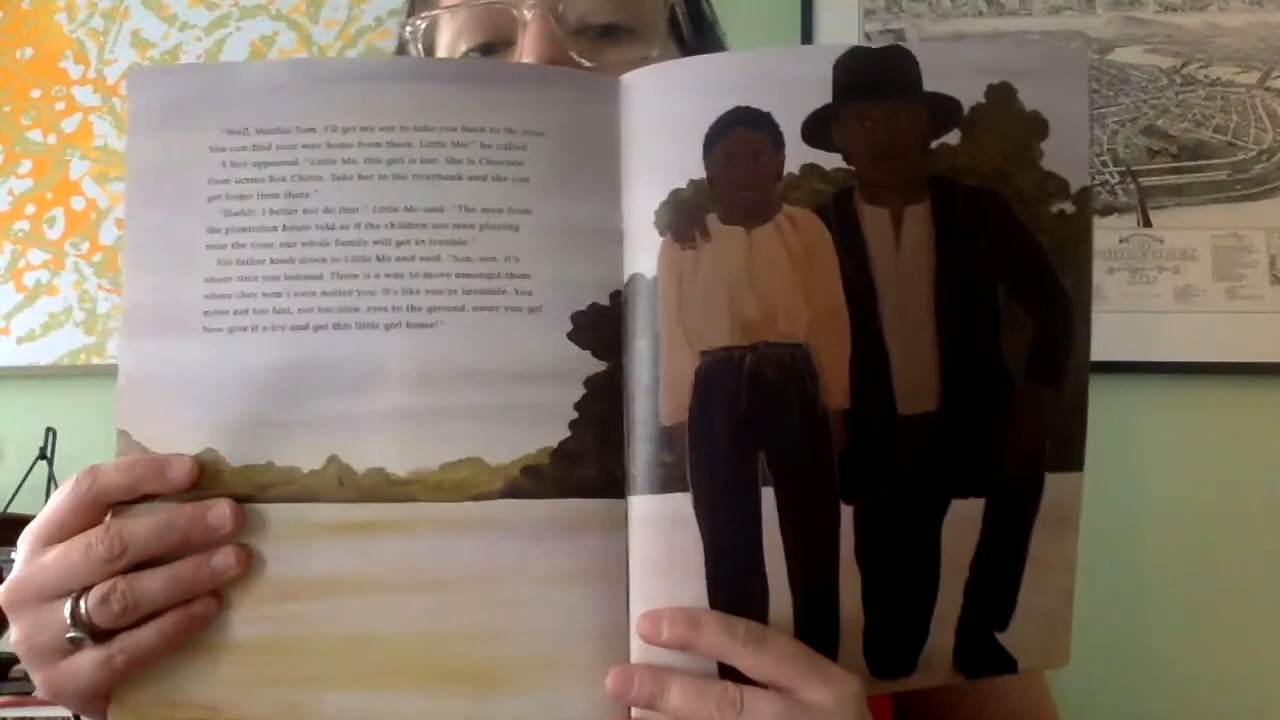 "Well, Martha Tom, I'll get my son to take you back to the river.
You can find your way home from there. Little Mo!" he called.
A boy appeared. "Little Mo, this girl is lost. She is Choctaw
from across Bok Chitto. Take her to the riverbank and she can
get home from there."
"Daddy, I better not do that," Little Mo said. "The men from
the plantation house told us if the children are seen playing
near the river, our whole family will get in trouble."
His father knelt down to Little Mo and said, "Son, son, it's
about time you learned. There is a way to move amongst them
where they won't even notice you. It's like you're invisible. You
move not too fast, not too slow, eyes to the ground, away you go!
Now give it a try and get this little girl home!"